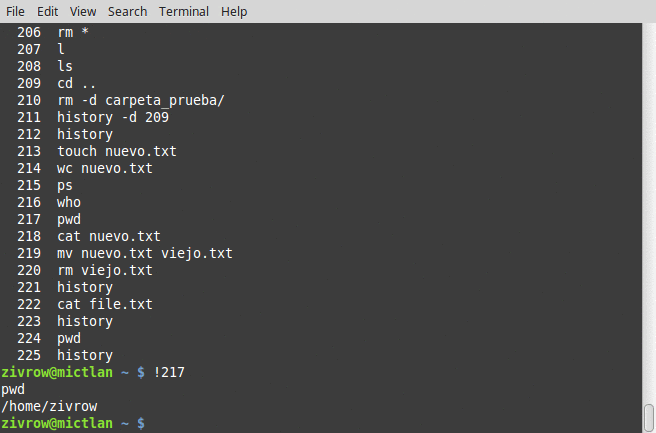 File Edit View Search Terminal Help
206 rm *
207 l
208 ls
209 cd ..
210 rm -d carpeta_prueba/
211 history -d 209
212 history
213 touch nuevo.txt
214 wc nuevo.txt
215 ps
216 who
217 pwd
218 cat nuevo.txt
219 mv nuevo.txt viejo.txt
220 rm viejo.txt
221 history
222 cat file.txt
223 history
224 pwd
225 history
zivrow@mictlan ~ $ !217
pwd
/home/zivrow
zivrow@mictlan ~ $